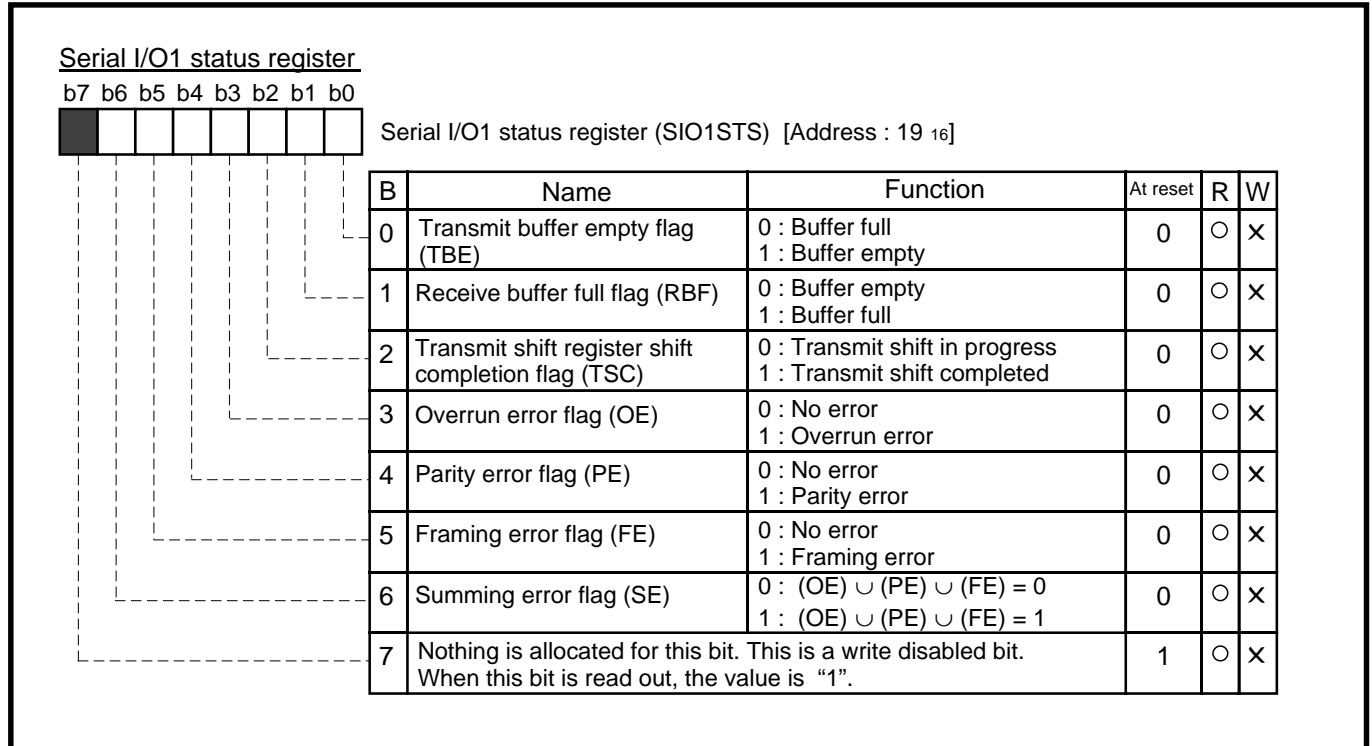 Serial I/O1 status register
b7 b6 b5 b4 b3 b2 b1 b0
Serial I/O1 status register (SIO1STS) [Address : 19 16]
B Name Function At reset R W
0 Transmit buffer empty flag (TBE) 0 : Buffer full 0 ○ ×
1 : Buffer empty
1 Receive buffer full flag (RBF) 0 : Buffer empty 0 ○ ×
1 : Buffer full
2 Transmit shift register shift completion flag (TSC) 0 : Transmit shift in progress 0 ○ ×
1 : Transmit shift completed
3 Overrun error flag (OE) 0 : No error 0 ○ ×
1 : Overrun error
4 Parity error flag (PE) 0 : No error 0 ○ ×
1 : Parity error
5 Framing error flag (FE) 0 : No error 0 ○ ×
1 : Framing error
6 Summing error flag (SE) 0 : (OE) ∪ (PE) ∪ (FE) = 0 0 ○ ×
1 : (OE) ∪ (PE) ∪ (FE) = 1
7 Nothing is allocated for this bit. This is a write disabled bit. 1 ○ ×
When this bit is read out, the value is “1”.